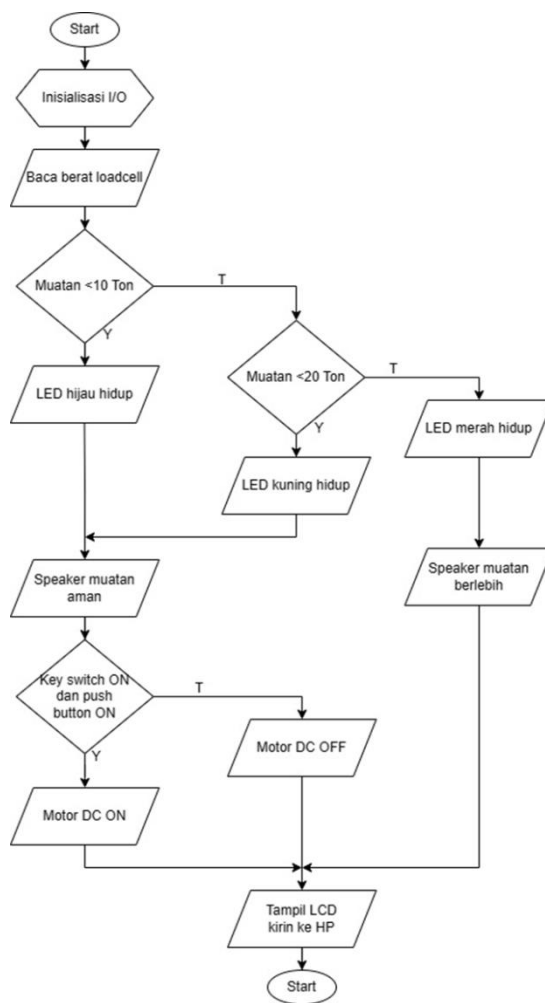 Start
Inisialisasi I/O
Baca berat loadcell
Muatan <10 Ton
T
Y
Muatan <20 Ton
T
Y
LED hijau hidup
LED merah hidup
LED kuning hidup
Speaker muatan
aman
Speaker muatan
berlebih
Key switch ON
dan push
button ON
T
Y
Motor DC OFF
Motor DC ON
Tampil LCD
kirin ke HP
Start